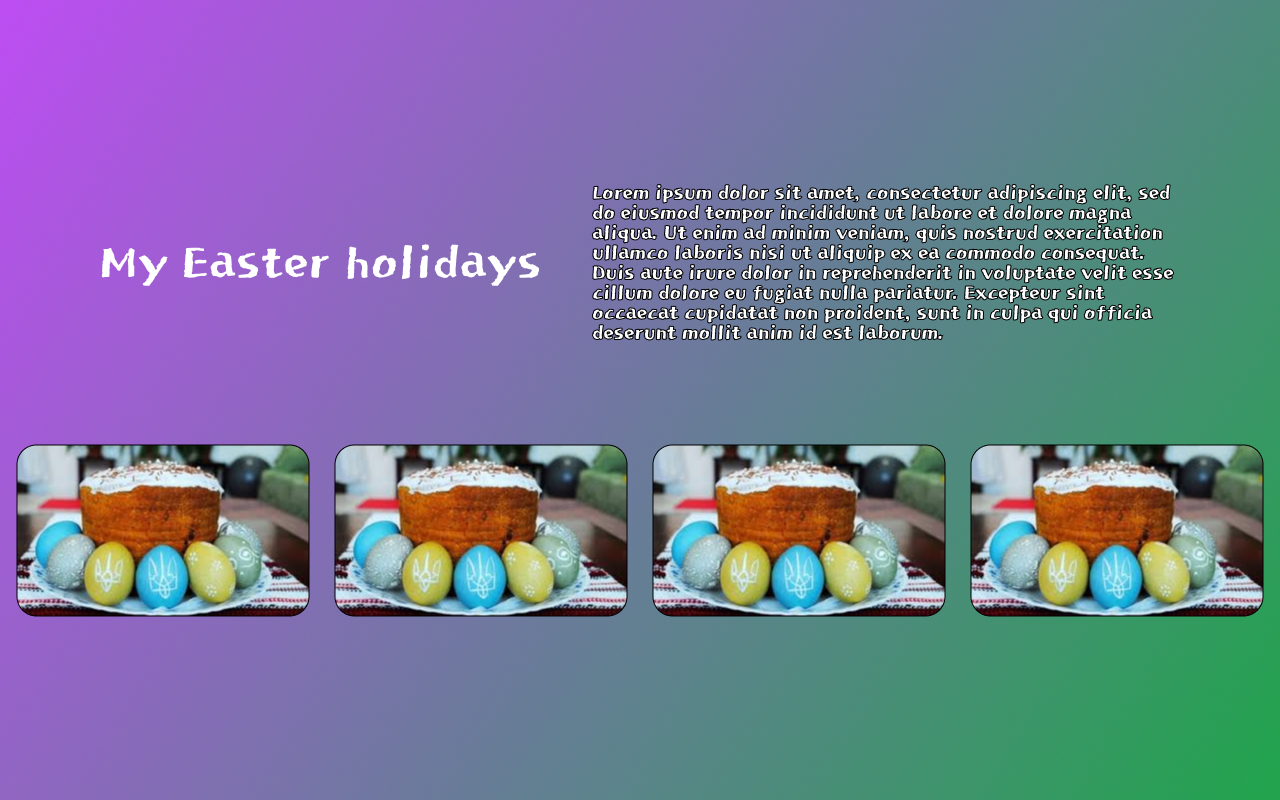 My Easter holidays
Lorem ipsum dolor sit amet, consectetur adipiscing elit, sed
do eiusmod tempor incididunt ut labore et dolore magna
aliqua. Ut enim ad minim veniam, quis nostrud exercitation
ullamco laboris nisi ut aliquip ex ea commodo consequat.
Duis aute irure dolor in reprehenderit in voluptate velit esse
cillum dolore eu fugiat nulla pariatur. Excepteur sint
occaecat cupidatat non proident, sunt in culpa qui officia
deserunt mollit anim id est laborum.